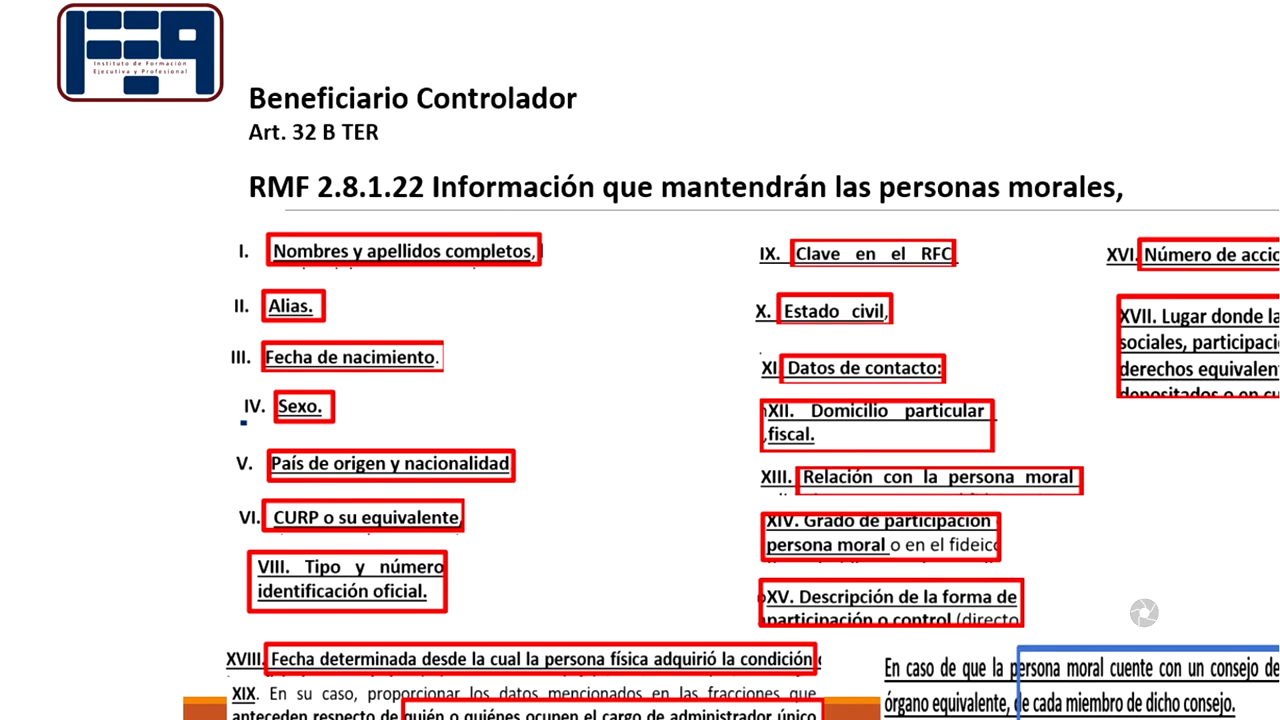 Instituto de Formación
Ejecutiva y Profesional
Beneficiario Controlador
Art. 32 B TER
RMF 2.8.1.22 Información que mantendrán las personas morales,
I. Nombres y apellidos completos,
II. Alias.
III. Fecha de nacimiento.
IV. Sexo.
V. País de origen y nacionalidad
VI. CURP o su equivalente,
VIII. Tipo y número
identificación oficial.
IX. Clave en el RFC
X. Estado civil,
XI. Datos de contacto:
XII. Domicilio particular
fiscal.
XIII. Relación con la persona moral
XIV. Grado de participación
persona moral o en el fideic
XV. Descripción de la forma de
participación o control (directo
XVI. Número de accio
XVII. Lugar donde la
sociales, participaci
derechos equivalen
depositados o en cu
XVIII. Fecha determinada desde la cual la persona física adquirió la condición
XIX. En su caso, proporcionar los datos mencionados en las fracciones que
anteceden respecto de quién o quiénes ocupen el cargo de administrador único
En caso de que la persona moral cuente con un consejo de
órgano equivalente, de cada miembro de dicho consejo.